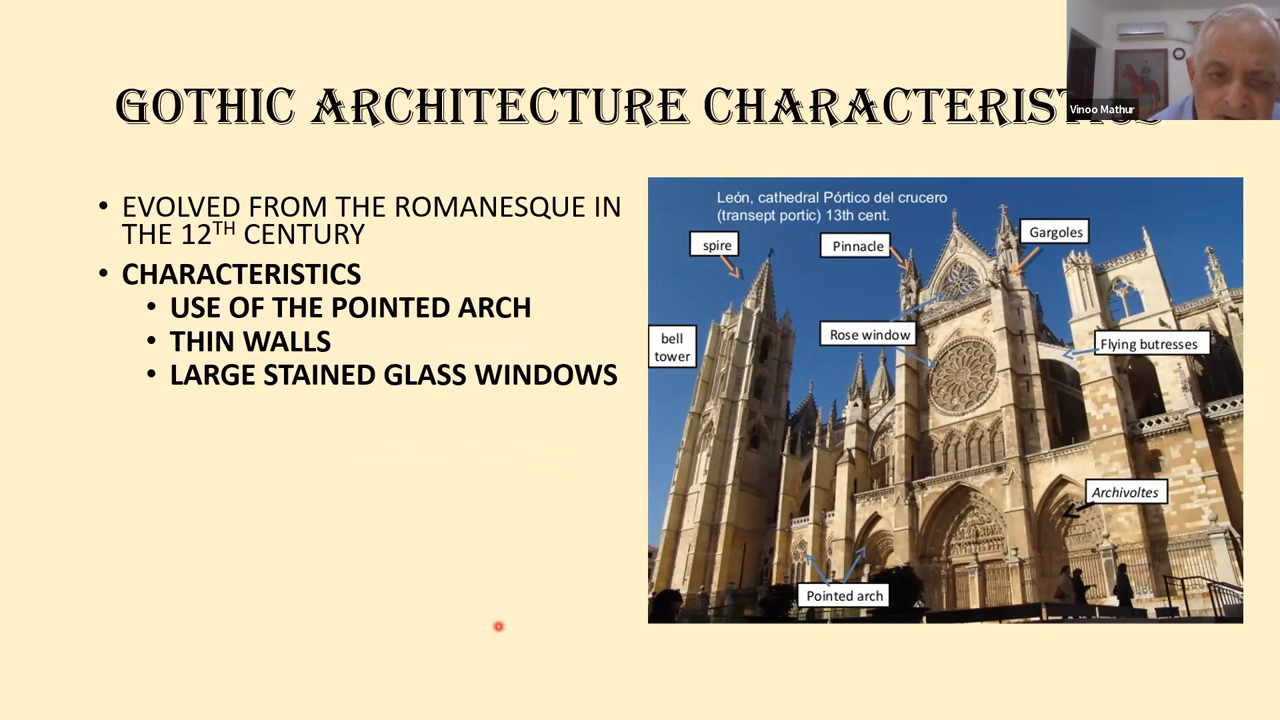 GOTHIC ARCHITECTURE CHARACTERIST
Vinoo Mathur
• EVOLVED FROM THE ROMANESQUE IN
THE 12TH CENTURY
• CHARACTERISTICS
• USE OF THE POINTED ARCH
• THIN WALLS
• LARGE STAINED GLASS WINDOWS
León, cathedral Pórtico del crucero
(transept portic) 13th cent.
spire
Pinnacle
Gargoles
bell
tower
Rose window
Flying butresses
Archivoltes
Pointed arch